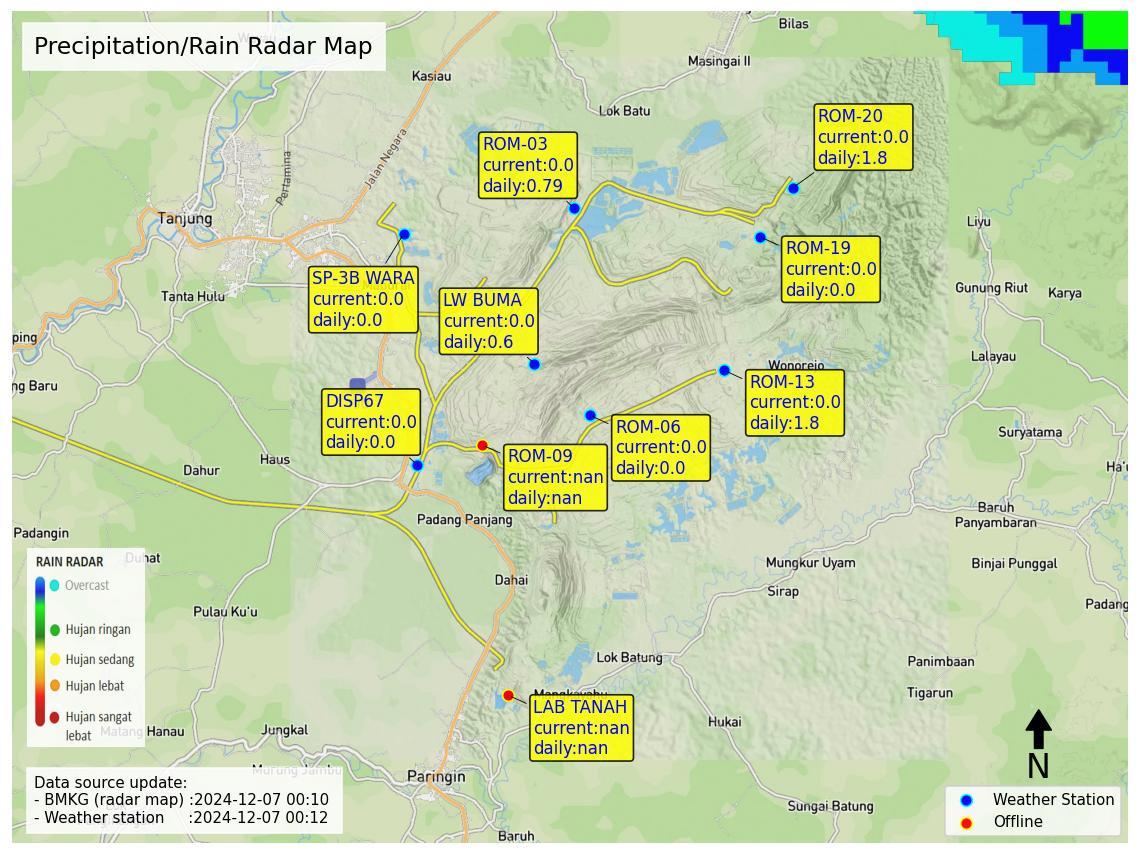 Precipitation/Rain Radar Map
Bilas
Masingai II
Kasiau
Lok Batu
Jalan Negara
Pertamina
Tanjung
Tanta Hulu
ROM-03
current:0.0
daily:0.79
ROM-20
current:0.0
daily:1.8
ROM-19
current:0.0
daily:0.0
SP-3B WARA
current:0.0
daily:0.0
LW BUMA
current:0.0
daily:0.6
Liyu
Gunung Riut
Karya
Lalayau
ping
ng Baru
Wonorejo
ROM-13
current:0.0
daily:1.8
DISP67
current:0.0
daily:0.0
ROM-06
current:0.0
daily:0.0
ROM-09
current:nan
daily:nan
Suryatama
Dahur
Haus
Padang Panjang
Baruh
Panyambaran
Padangin
Duhat
Dahai
Mungkur Uyam
Binjai Punggal
Sirap
Padang
Pulau Ku'u
RAIN RADAR
Overcast
Hujan ringan
Hujan sedang
Hujan lebat
Hujan sangat
lebat
Lok Batung
Panimbaan
Tigarun
LAB TANAH
current:nan
daily:nan
Hanau
Jungkal
Hukai
Paringin
Sungai Batung
Baruh
Data source update:
- BMKG (radar map) :2024-12-07 00:10
- Weather station :2024-12-07 00:12
N
Weather Station
Offline